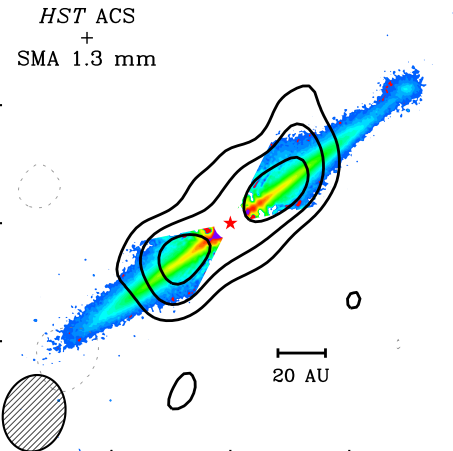 HST ACS
+
SMA 1.3 mm
20 AU